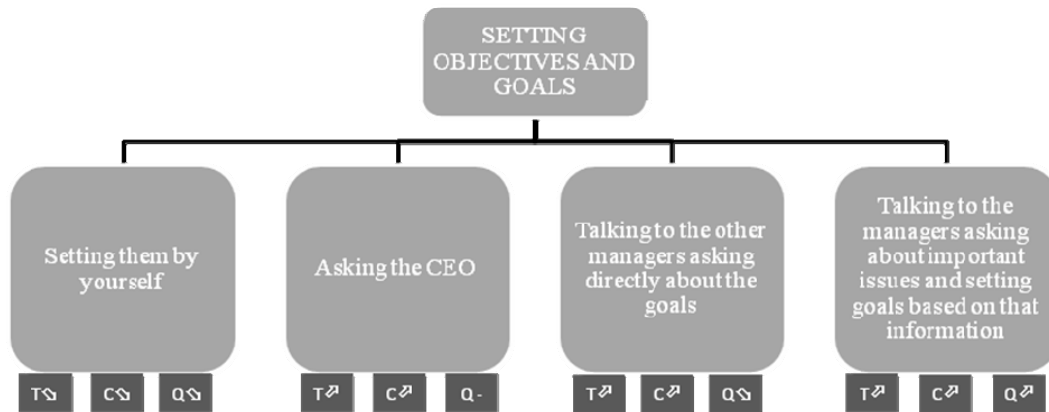 SETTING
OBJECTIVES AND
GOALS
Setting them by
yourself
Asking the CEO
Talking to the other
managers asking
directly about the
goals
Talking to the
managers asking
about important
issues and setting
goals based on that
information
T⬂ C⬂ Q⬂
T⬀ C⬀ Q-
T⬀ C⬀ Q⬂
T⬀ C⬀ Q⬀